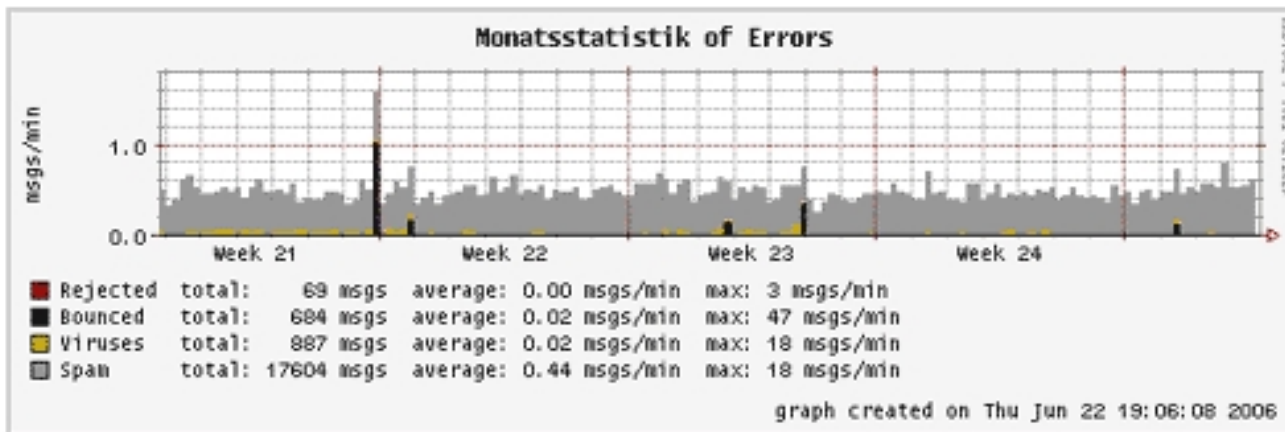 Monatsstatistik of Errors
msgs/min
1.0
0.0
Week 21 Week 22 Week 23 Week 24
Rejected total: 69 msgs average: 0.00 msgs/min max: 3 msgs/min
Bounced total: 684 msgs average: 0.02 msgs/min max: 47 msgs/min
Viruses total: 887 msgs average: 0.02 msgs/min max: 18 msgs/min
Spam total: 17604 msgs average: 0.44 msgs/min max: 18 msgs/min
graph created on Thu Jun 22 19:06:08 2006